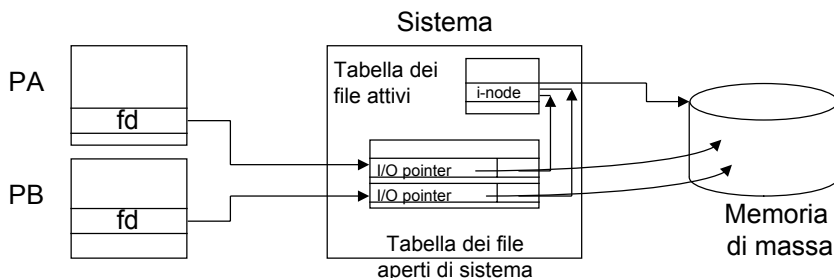 Sistema
PA
fd
PB
fd
Tabella dei
file attivi
i-node
I/O pointer
I/O pointer
Tabella dei file
aperti di sistema
Memoria
di massa